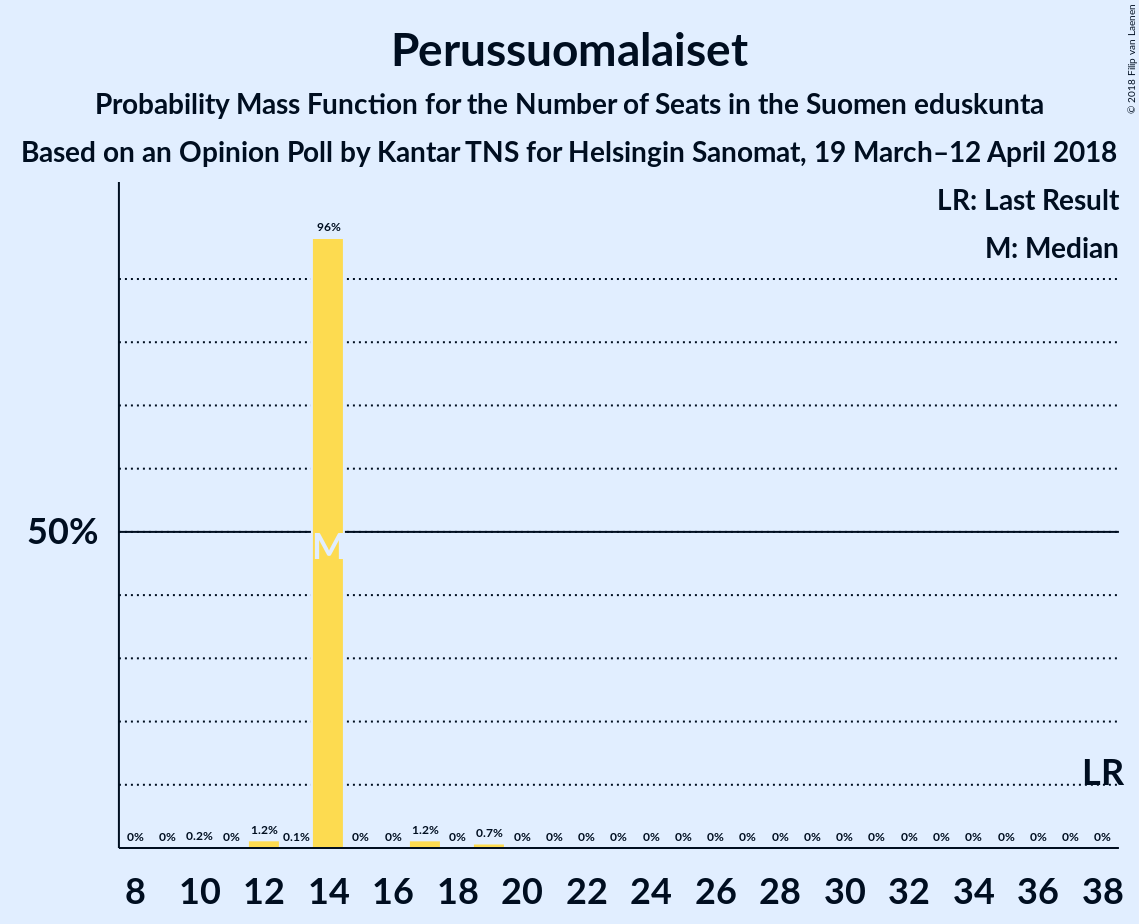 Perussuomalaiset
Probability Mass Function for the Number of Seats in the Suomen eduskunta
Based on an Opinion Poll by Kantar TNS for Helsingin Sanomat, 19 March–12 April 2018
© 2018 Filip van Laenen
LR: Last Result
M: Median
96%
50%
M
LR
0% 0% 0.2% 0% 1.2% 0.1% 0% 0% 1.2% 0% 0.7% 0% 0% 0% 0% 0% 0% 0% 0% 0% 0% 0% 0% 0% 0% 0% 0% 0% 0% 0%
8 10 12 14 16 18 20 22 24 26 28 30 32 34 36 38